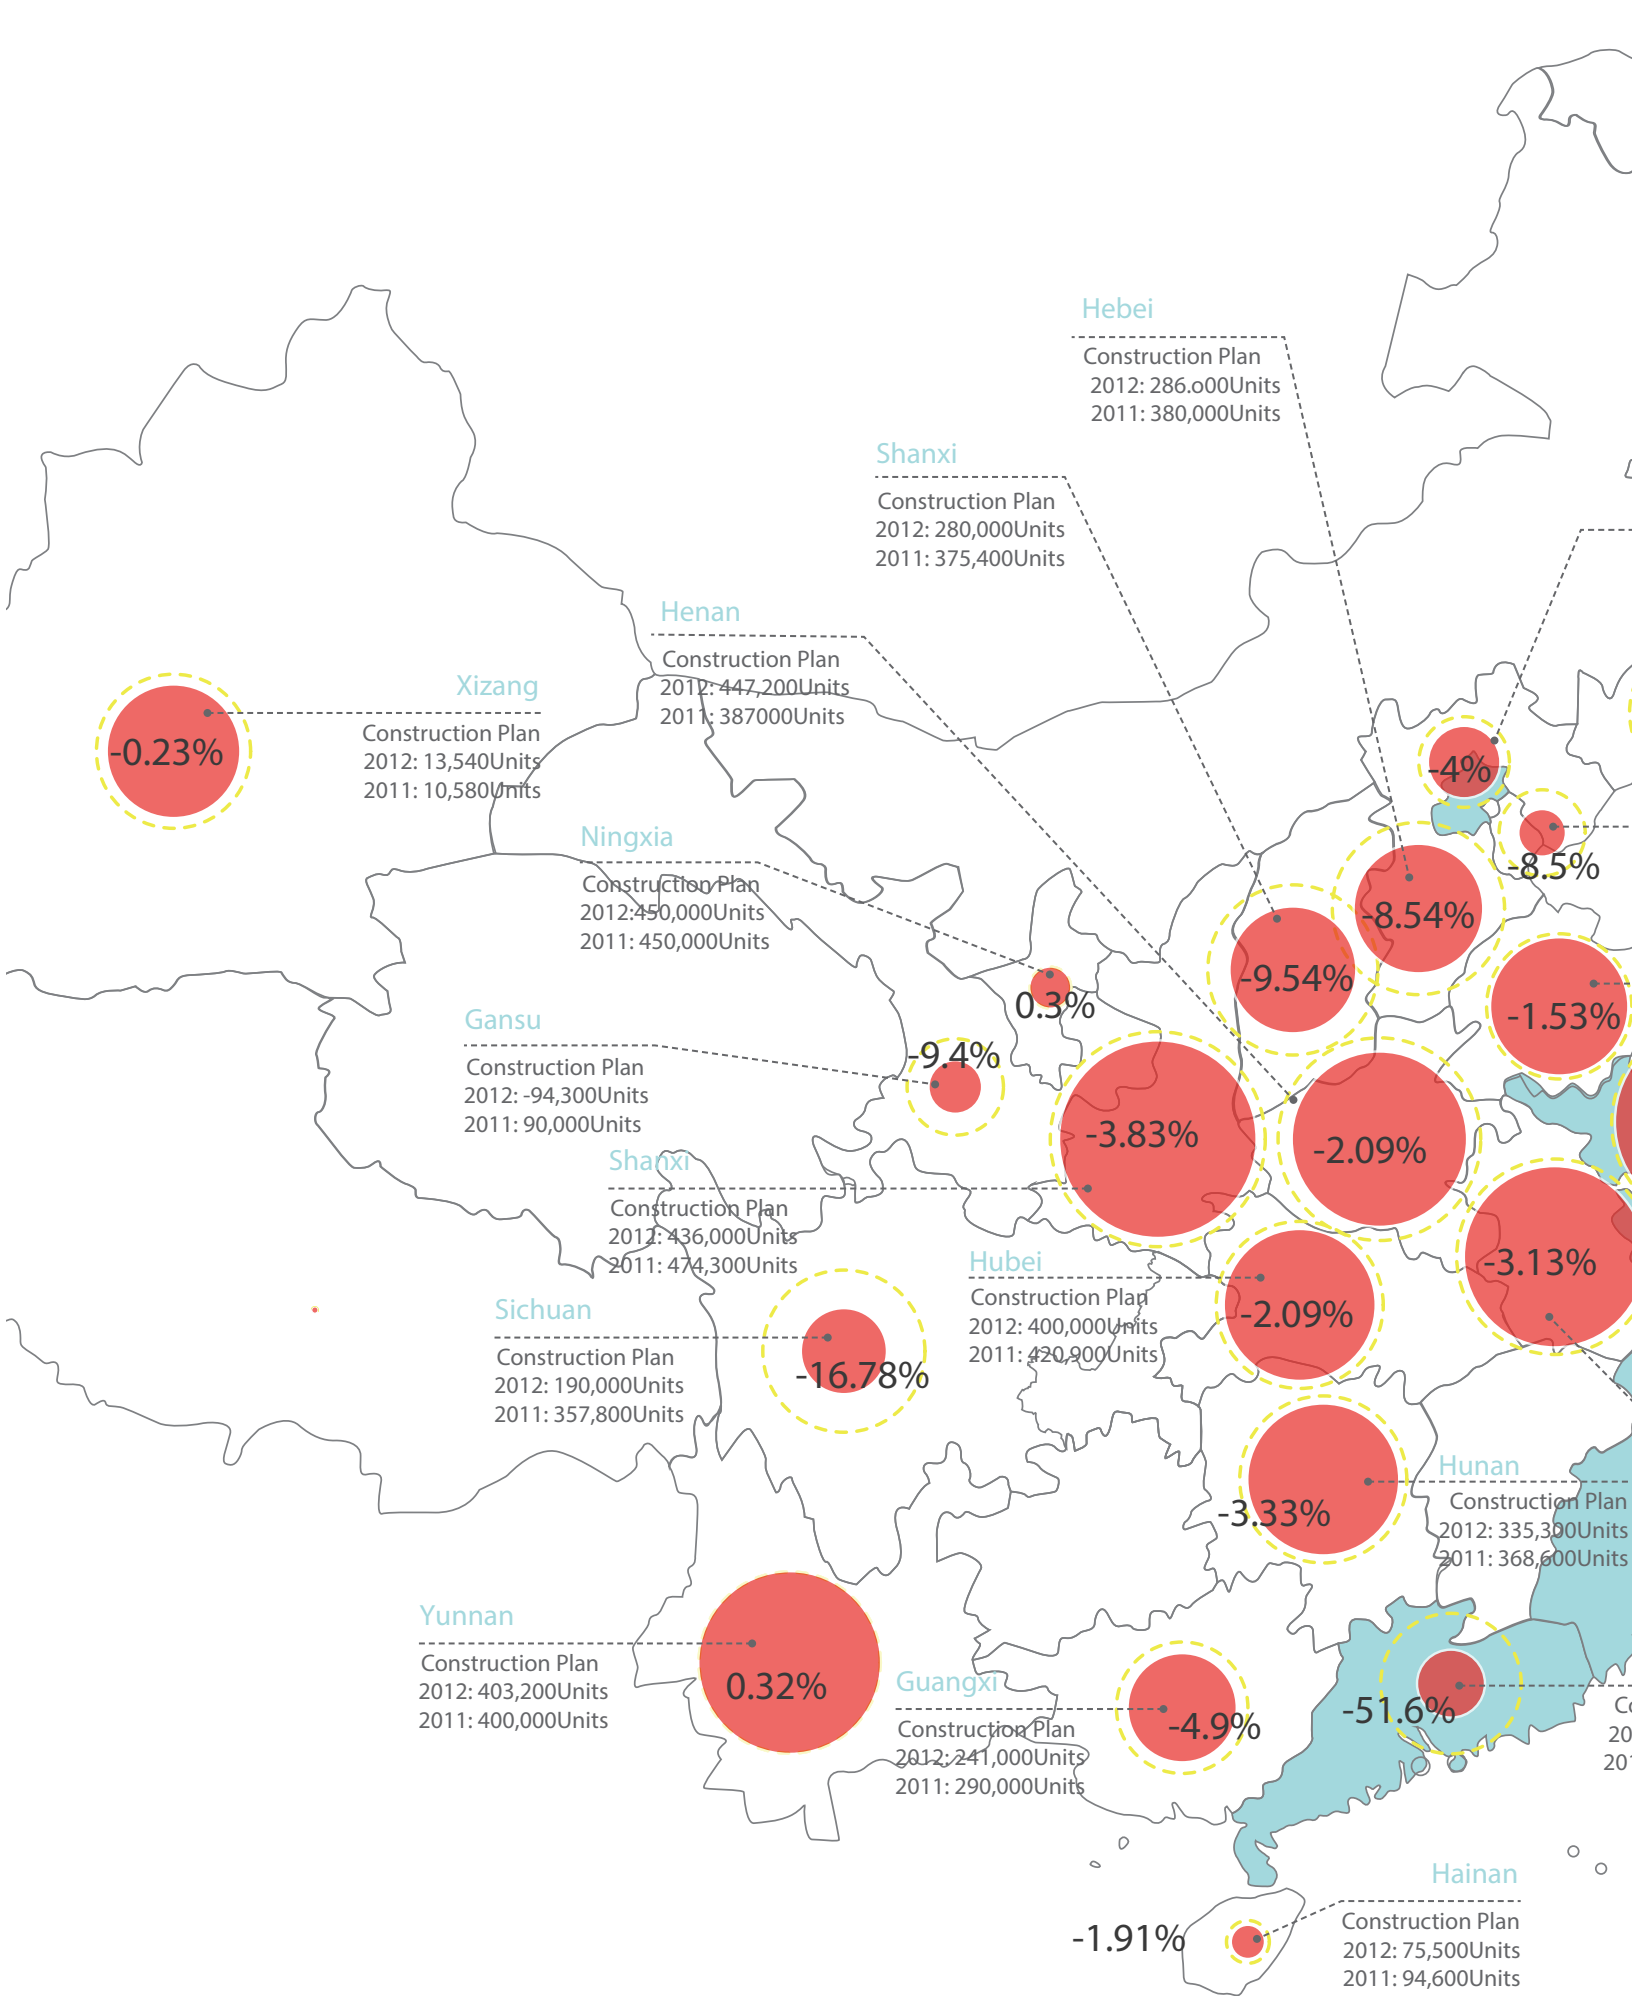 Hebei
Construction Plan
2012: 286.o00Units
2011: 380,000Units
Shanxi
Construction Plan
2012: 280,000Units
2011: 375,400Units
Henan
Construction Plan
2012: 447,200Units
2011: 387000Units
Xizang
Construction Plan
2012: 13,540Units
2011: 10,580Units
-0.23%
-4%
-8.5%
Ningxia
Construction Plan
2012:450,000Units
2011: 450,000Units
-8.54%
-9.54%
0.3%
-1.53%
Gansu
Construction Plan
2012: -94,300Units
2011: 90,000Units
-9.4%
-3.83%
-2.09%
Shanxi
Construction Plan
2012: 436,000Units
2011: 474,300Units
-3.13%
Hubei
Construction Plan
2012: 400,000Units
2011: 420,900Units
-2.09%
Sichuan
Construction Plan
2012: 190,000Units
2011: 357,800Units
-16.78%
Hunan
Construction Plan
2012: 335,300Units
2011: 368,600Units
-3.33%
Yunnan
Construction Plan
2012: 403,200Units
2011: 400,000Units
0.32%
Guangxi
Construction Plan
2012: 241,000Units
2011: 290,000Units
-4.9%
-51.6%
Co
20
201
Hainan
Construction Plan
2012: 75,500Units
2011: 94,600Units
-1.91%